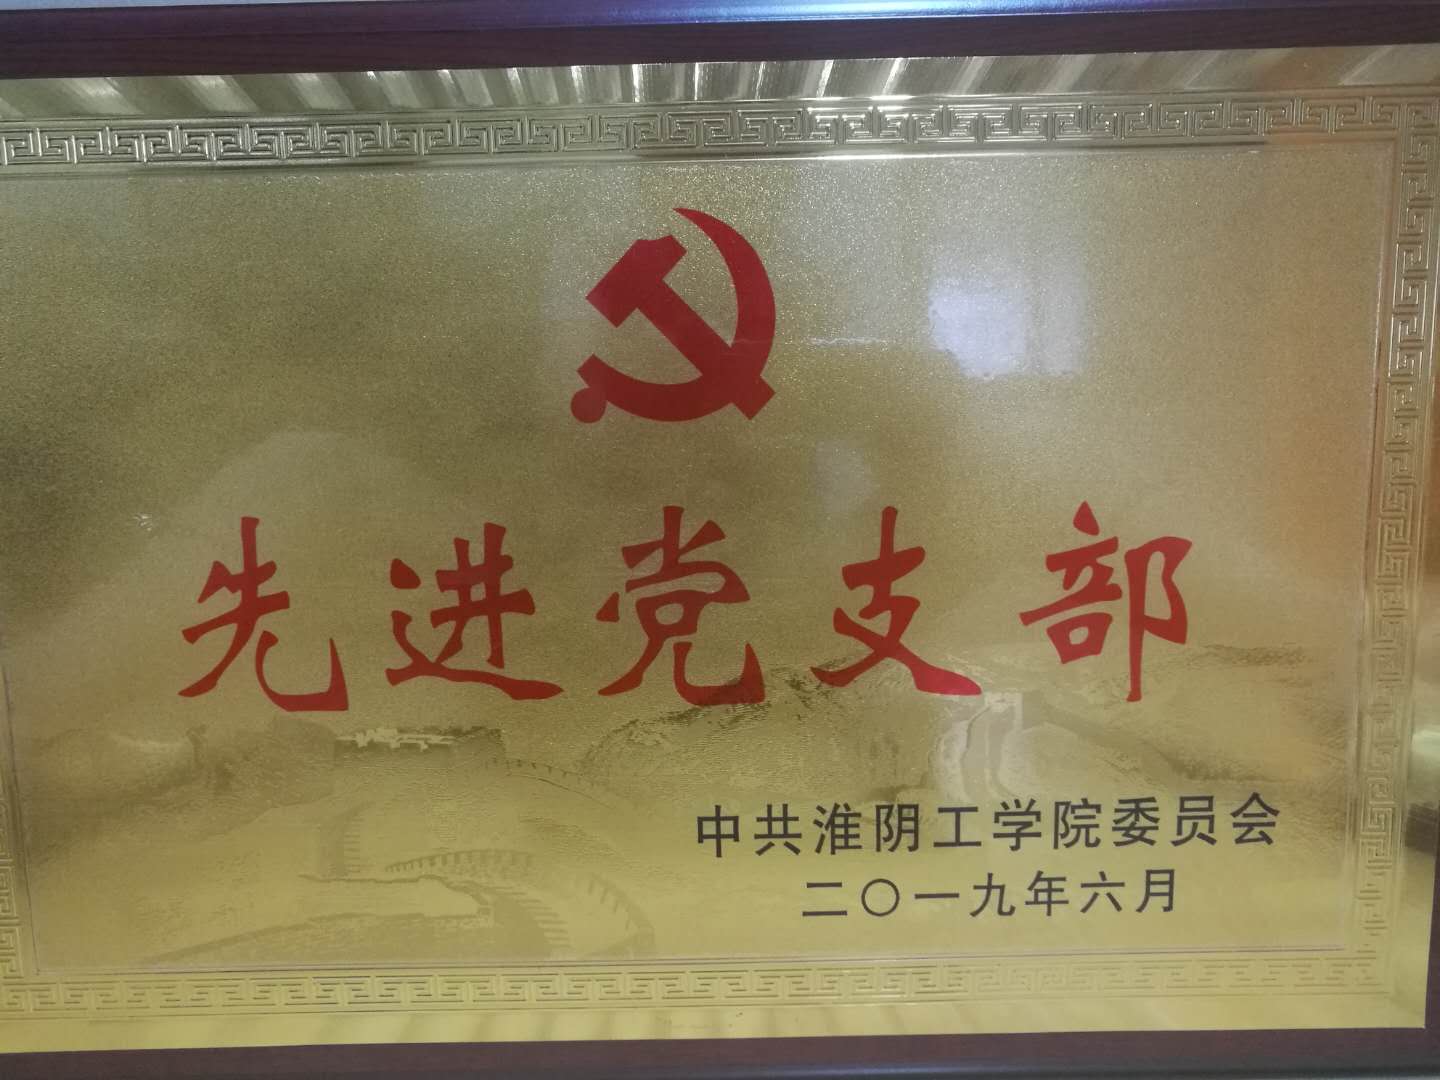 先进党支部
中共淮阴工学院委员会
二〇一九年六月